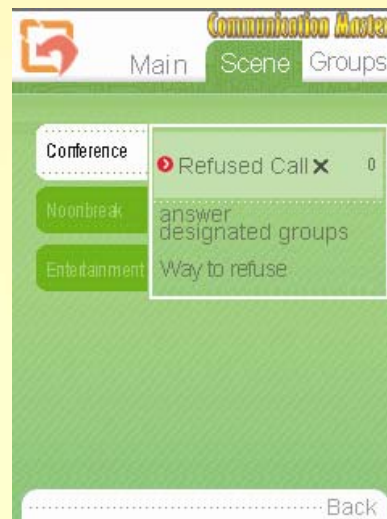 Communication Master
Main Scene Groups
Conference
Refused Call 0
Noonbreak
answer
designated groups
Entertainment
Way to refuse
Back